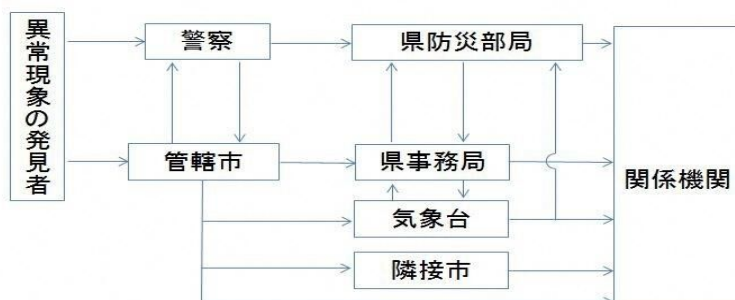 異常現象の発見者
警察
県防災部局
管轄市
県事務局
関係機関
気象台
隣接市